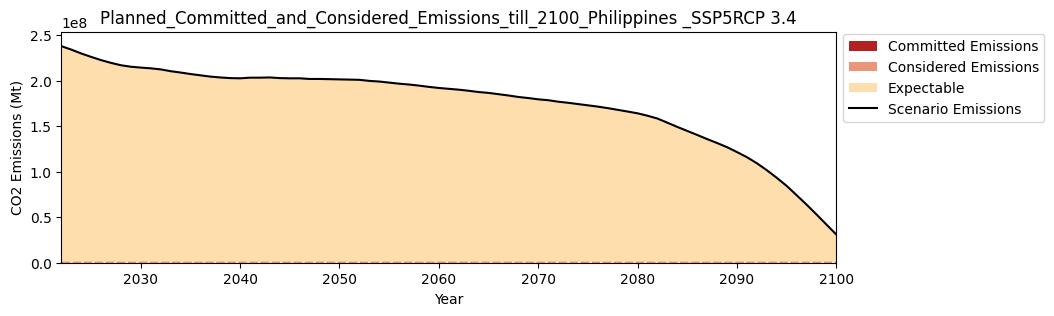 Planned_Committed_and_Considered_Emissions_till_2100_Philippines _SSP5RCP 3.4
1e8
2.5
2.0
1.5
1.0
0.5
0.0
CO2 Emissions (Mt)
2030 2040 2050 2060 2070 2080 2090 2100
Year
Committed Emissions
Considered Emissions
Expectable
Scenario Emissions